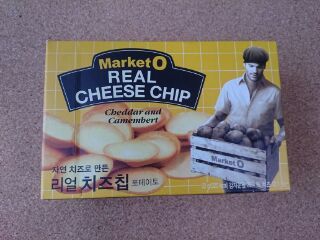 Market O
REAL
CHEESE CHIP
Cheddar and
Camembert
Market O
자연 치즈로 만든
리얼 치즈칩 포테이토